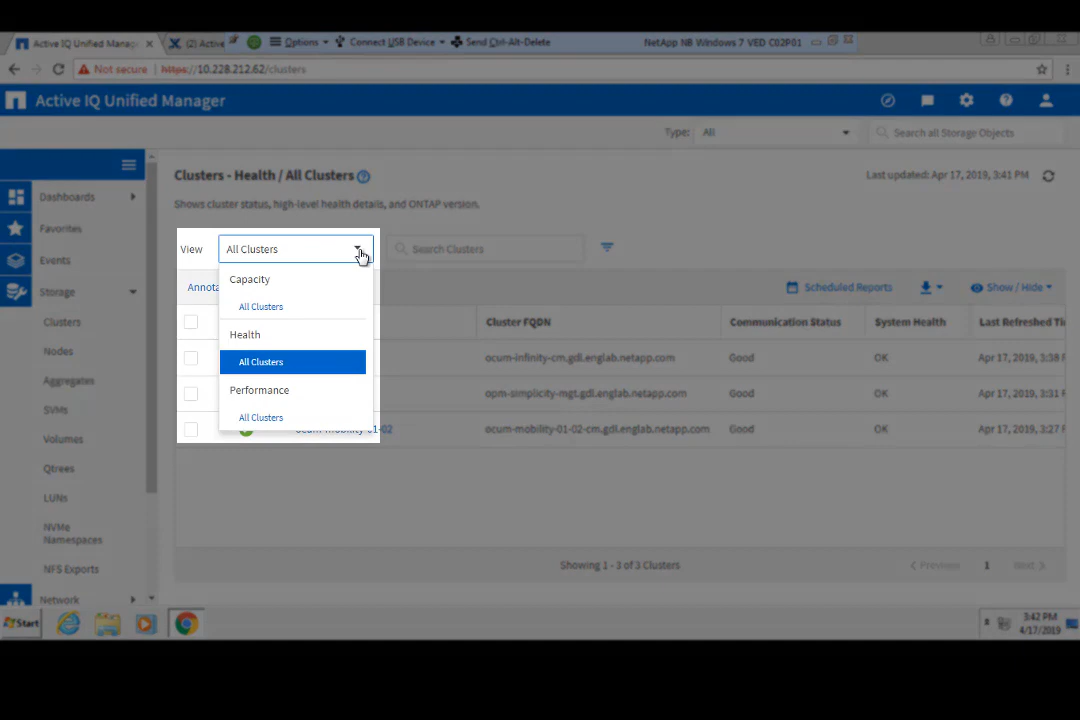 Active IQ Unified Manag
(2) Active
Options
Connect USB Device
Send Ctrl-Alt-Delete
NetApp NB Windows 7 VED C02P01
Not secure
https://10.228.212.62/clusters
Active IQ Unified Manager
Type: All
Search all Storage Objects
Dashboards
Favorites
Events
Storage
Clusters
Nodes
Aggregates
SVMs
Volumes
Qtrees
LUNs
NVMe
Namespaces
NFS Exports
Network
Clusters - Health / All Clusters
Last updated: Apr 17, 2019, 3:41 PM
Shows cluster status, high-level health details, and ONTAP version.
View
All Clusters
Search Clusters
Annota
Scheduled Reports
Show / Hide
Capacity
All Clusters
Health
All Clusters
Performance
All Clusters
Cluster FQDN
Communication Status
System Health
Last Refreshed Ti
ocum-infinity-cm.gdl.englab.netapp.com
Good
OK
Apr 17, 2019, 3:38 P
opm-simplicity-mgt.gdl.englab.netapp.com
Good
OK
Apr 17, 2019, 3:31 P
ocum-mobility-01-02
ocum-mobility-01-02-cm.gdl.englab.netapp.com
Good
OK
Apr 17, 2019, 3:27 P
Showing 1 - 3 of 3 Clusters
Previous
1
Next
Start
3:42 PM
4/17/2019